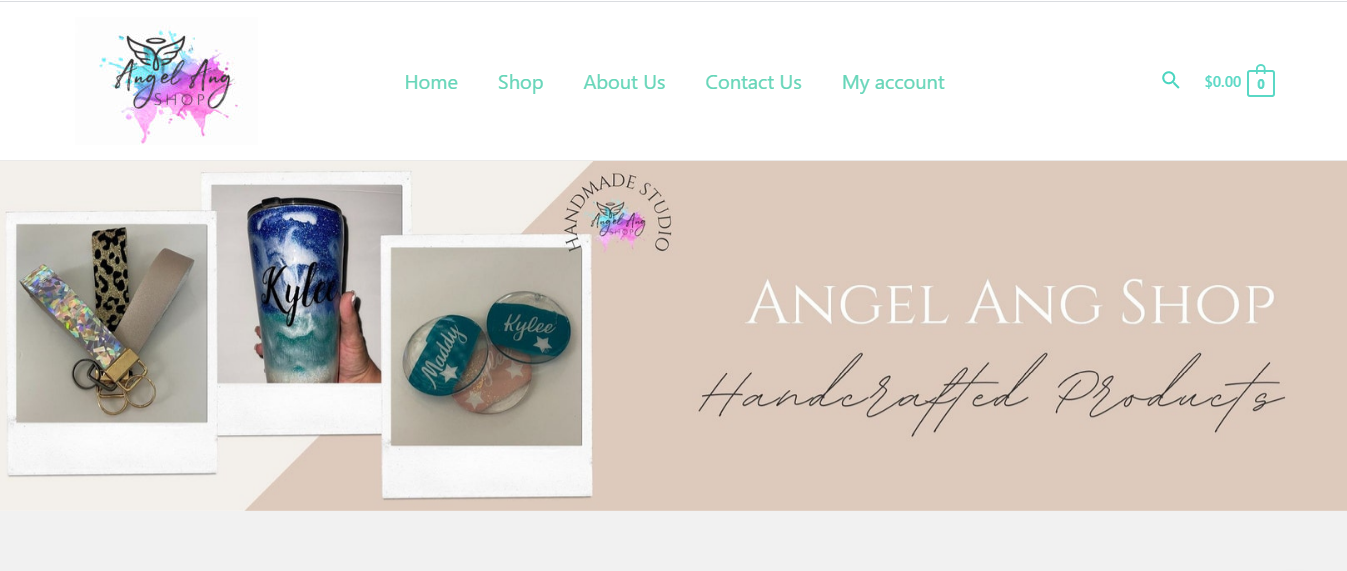 Angel Ang
SHOP
Home
Shop
About Us
Contact Us
My account
$0.00
0
HANDMADE STUDIO
Angel Ang
Kylee
Maddy
Kylee
ANGEL ANG SHOP
Handcrafted Products